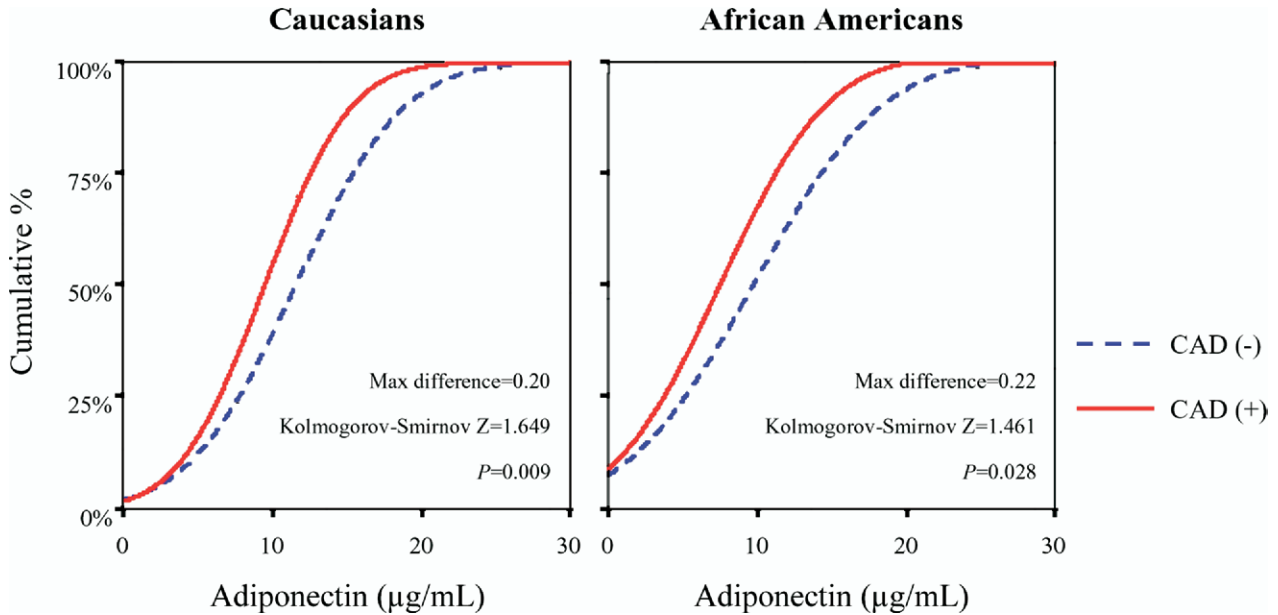 Caucasians
African Americans
Cumulative %
100%
75%
50%
25%
0%
Max difference=0.20
Kolmogorov-Smirnov Z=1.649
P=0.009
0 10 20 30
Adiponectin (µg/mL)
Max difference=0.22
Kolmogorov-Smirnov Z=1.461
P=0.028
0 10 20 30
Adiponectin (µg/mL)
CAD (-)
CAD (+)